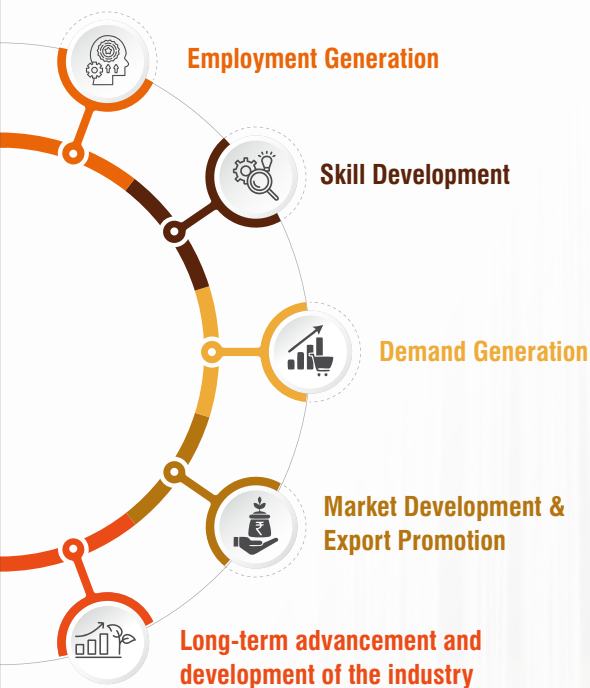 Employment Generation
Skill Development
Demand Generation
₹
Market Development &
Export Promotion
Long-term advancement and
development of the industry